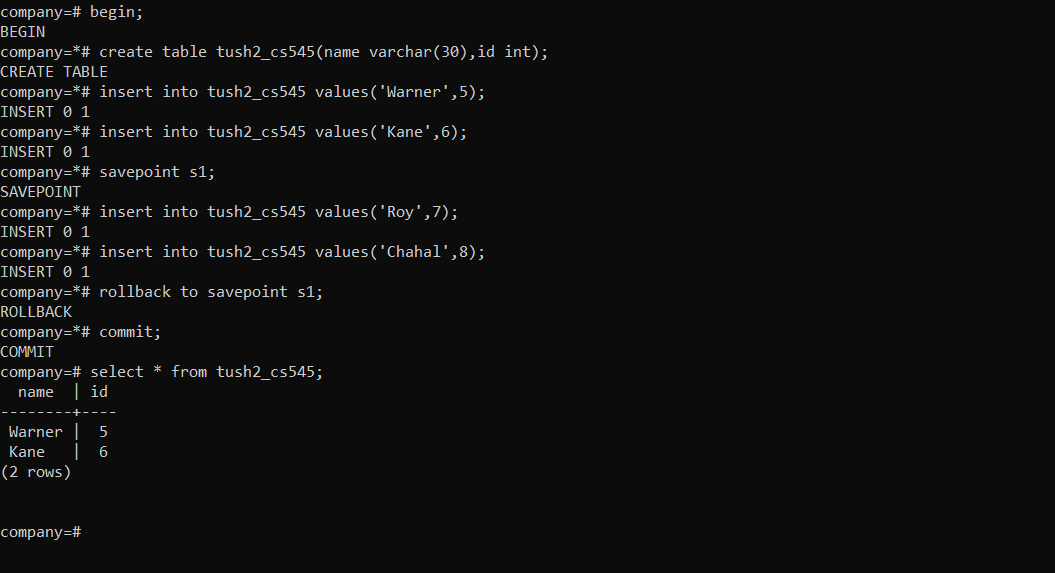 company=# begin;
BEGIN
company=*# create table tush2_cs545(name varchar(30),id int);
CREATE TABLE
company=*# insert into tush2_cs545 values('Warner',5);
INSERT 0 1
company=*# insert into tush2_cs545 values('Kane',6);
INSERT 0 1
company=*# savepoint s1;
SAVEPOINT
company=*# insert into tush2_cs545 values('Roy',7);
INSERT 0 1
company=*# insert into tush2_cs545 values('Chahal',8);
INSERT 0 1
company=*# rollback to savepoint s1;
ROLLBACK
company=*# commit;
COMMIT
company=# select * from tush2_cs545;
  name  | id
--------+----
 Warner |  5
 Kane   |  6
(2 rows)
company=#